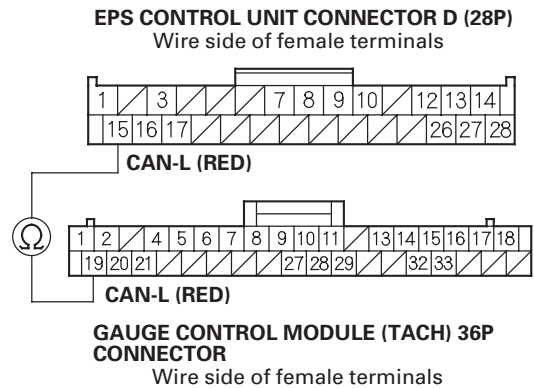 EPS CONTROL UNIT CONNECTOR D (28P)
Wire side of female terminals
1 3 7 8 9 10 12 13 14
15 16 17 26 27 28
CAN-L (RED)
Ω
1 2 4 5 6 7 8 9 10 11 13 14 15 16 17 18
19 20 21 27 28 29 32 33
CAN-L (RED)
GAUGE CONTROL MODULE (TACH) 36P
CONNECTOR
Wire side of female terminals